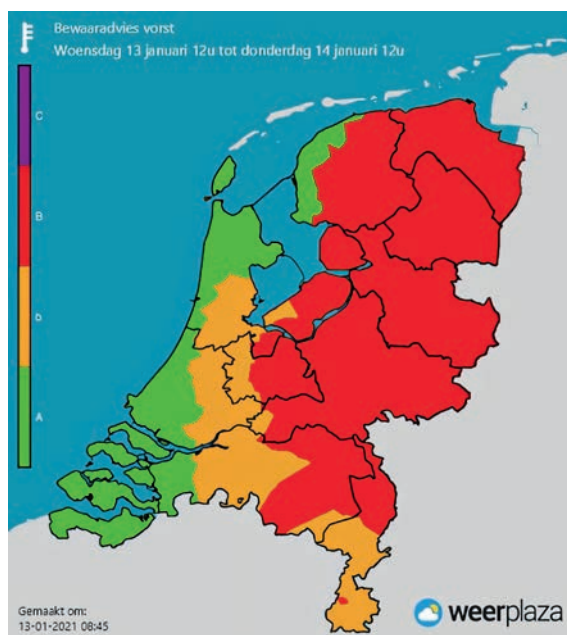 Bewaaradvies vorst
Woensdag 13 januari 12u tot donderdag 14 januari 12u
C
B
b
A
Gemaakt om:
13-01-2021 08:45
weerplaza